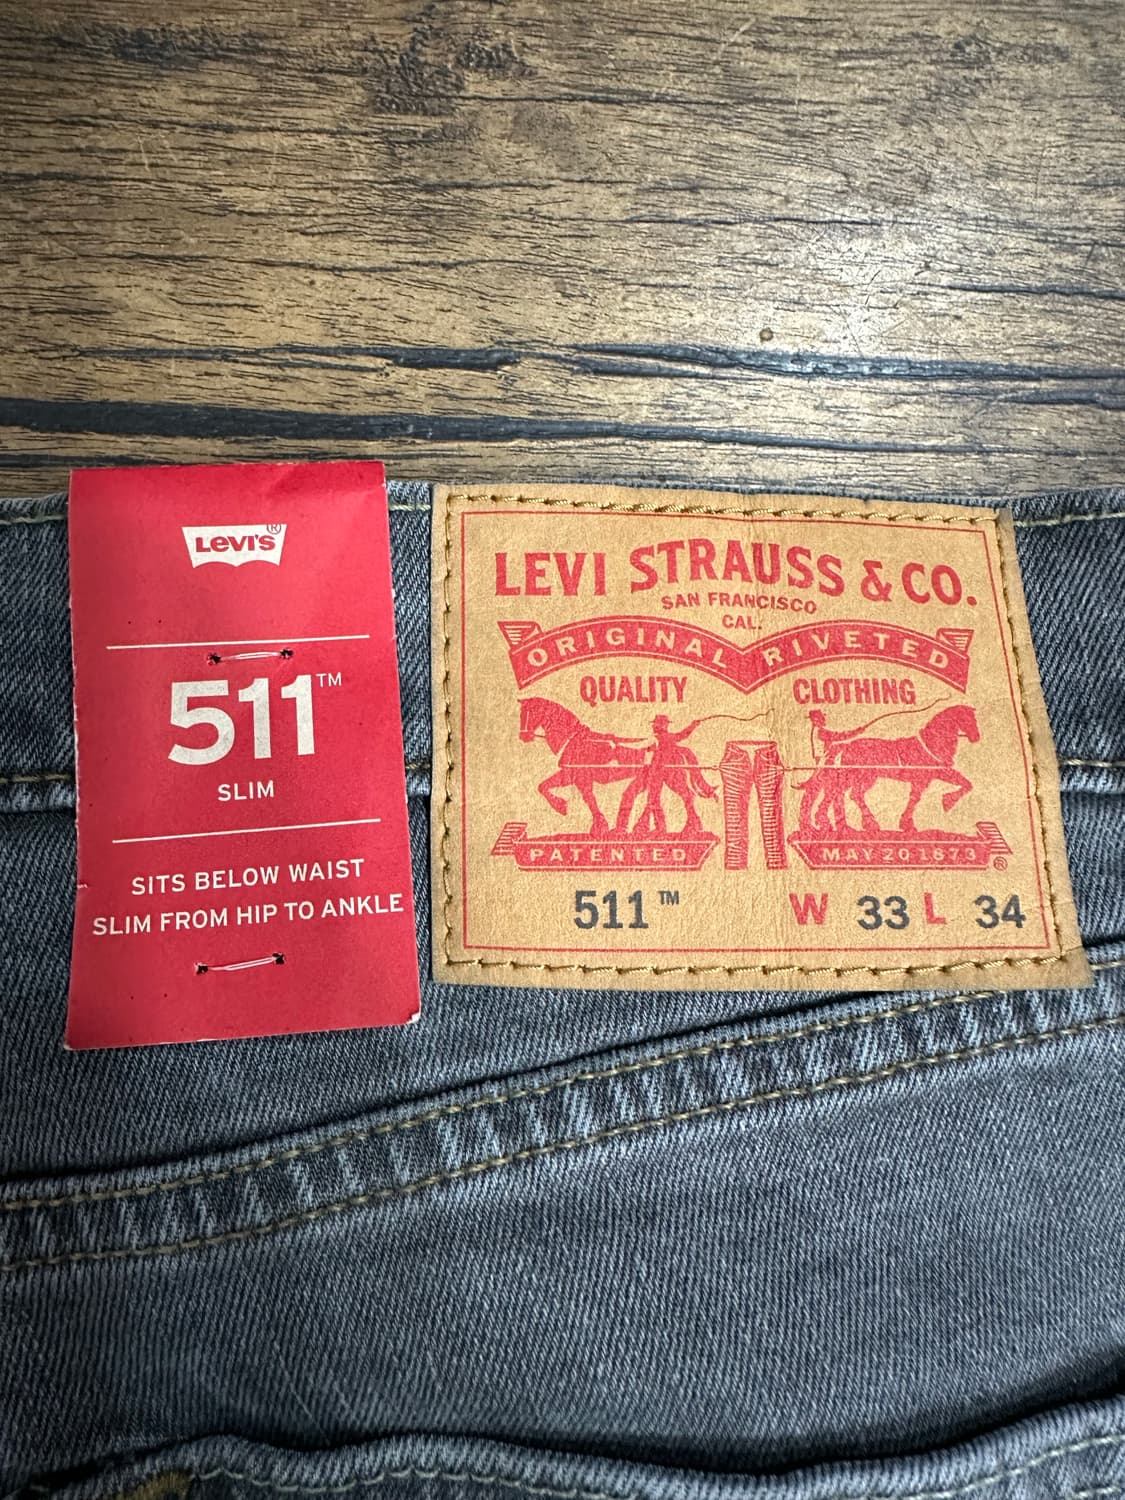 Levi's®
511™
SLIM
SITS BELOW WAIST
SLIM FROM HIP TO ANKLE
LEVI STRAUSS & CO.
SAN FRANCISCO
CAL.
ORIGINAL RIVETED
QUALITY CLOTHING
PATENTED MAY 20 1873 ®
511™ W 33 L 34